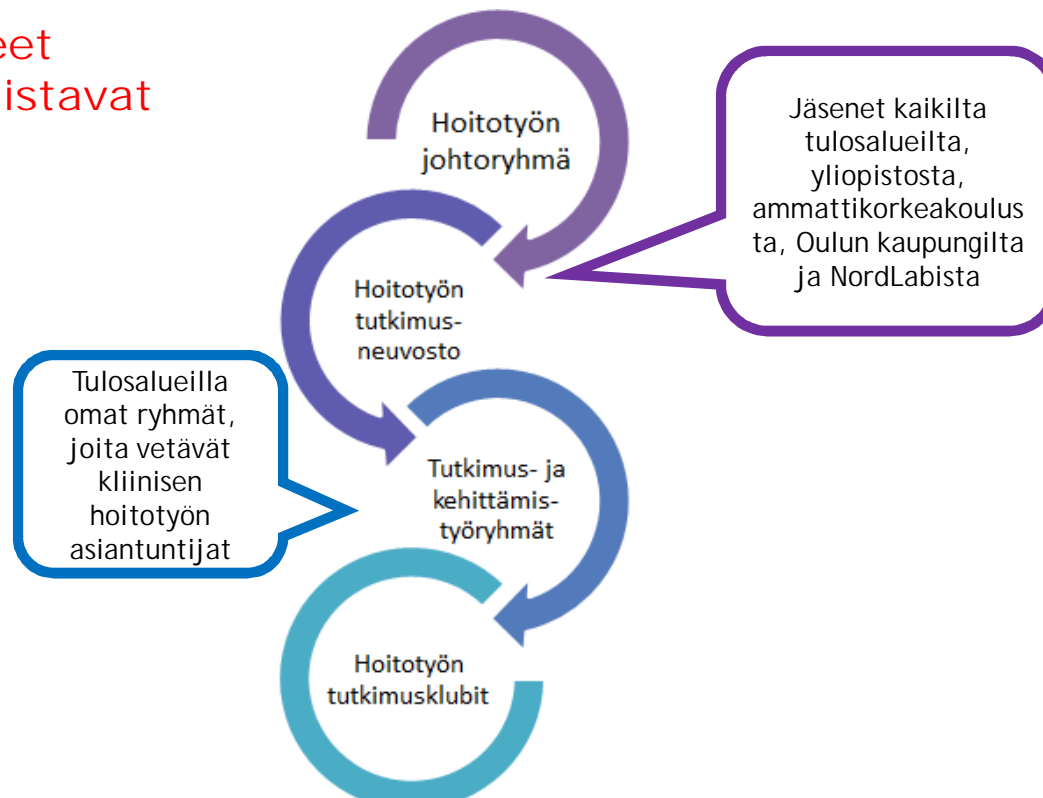 eet
istavat
Hoitotyön
johtoryhmä
Jäsenet kaikilta
tulosalueilta,
yliopistosta,
ammattikorkeakoulus
ta, Oulun kaupungilta
ja NordLabista
Hoitotyön
tutkimus-
neuvosto
Tulosalueilla
omat ryhmät,
joita vetävät
kliinisen
hoitotyön
asiantuntijat
Tutkimus- ja
kehittämis-
työryhmät
Hoitotyön
tutkimusklubit